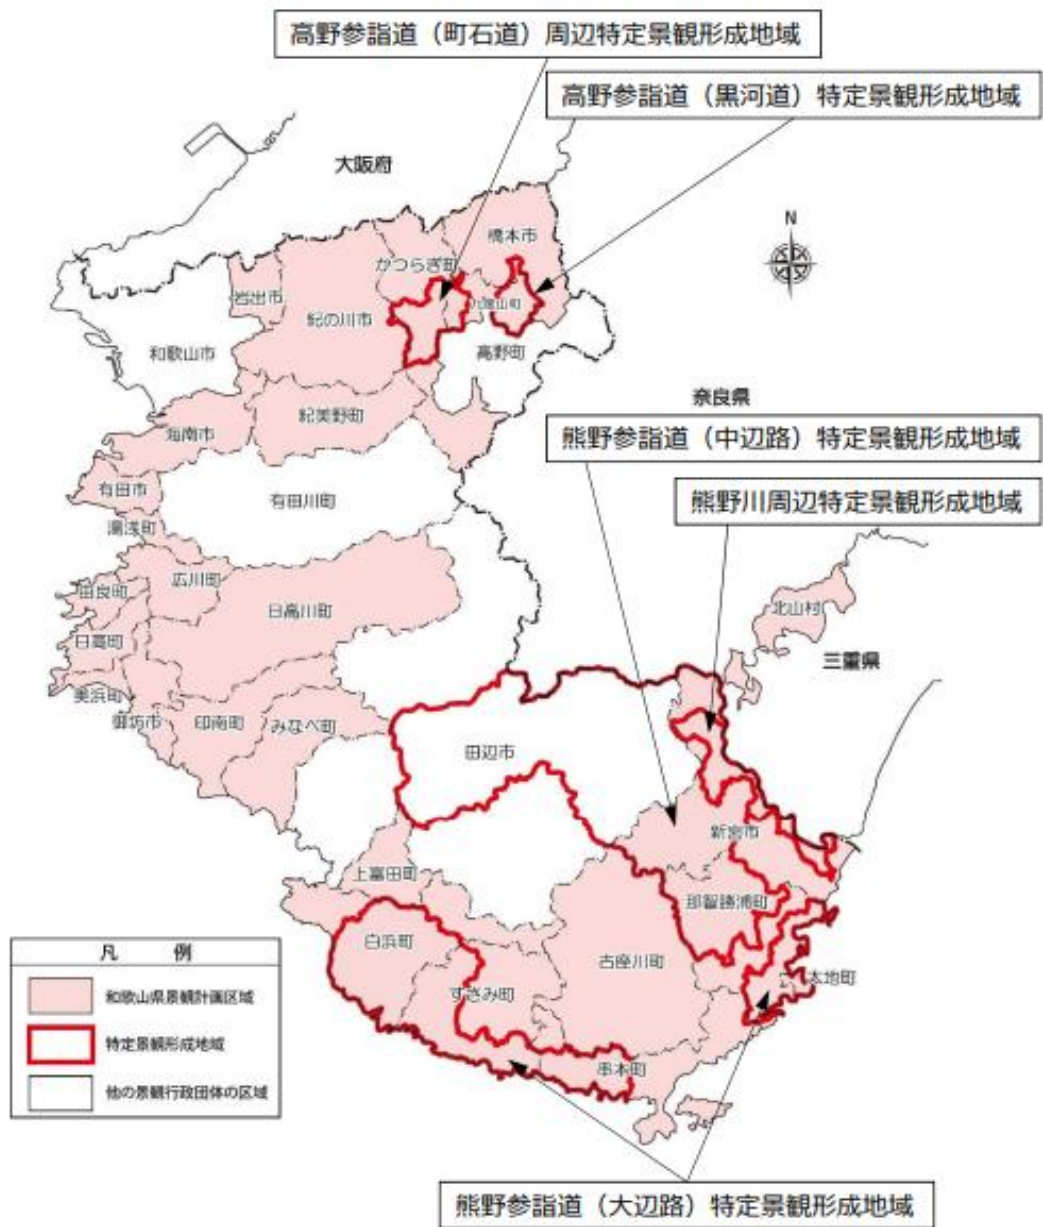 高野参詣道（町石道）周辺特定景観形成地域
高野参詣道（黒河道）特定景観形成地域
大阪府
N
橋本市
かつらぎ町
岩出市
紀の川市
九度山町
和歌山市
高野町
奈良県
紀美野町
海南市
熊野参詣道（中辺路）特定景観形成地域
有田市
有田川町
熊野川周辺特定景観形成地域
湯浅町
広川町
由良町
日高川町
北山村
日高町
三重県
美浜町
御坊市
印南町
みなべ町
田辺市
新宮市
上富田町
那智勝浦町
白浜町
古座川町
太地町
すさみ町
串本町
凡 例
和歌山県景観計画区域
特定景観形成地域
他の景観行政団体の区域
熊野参詣道（大辺路）特定景観形成地域